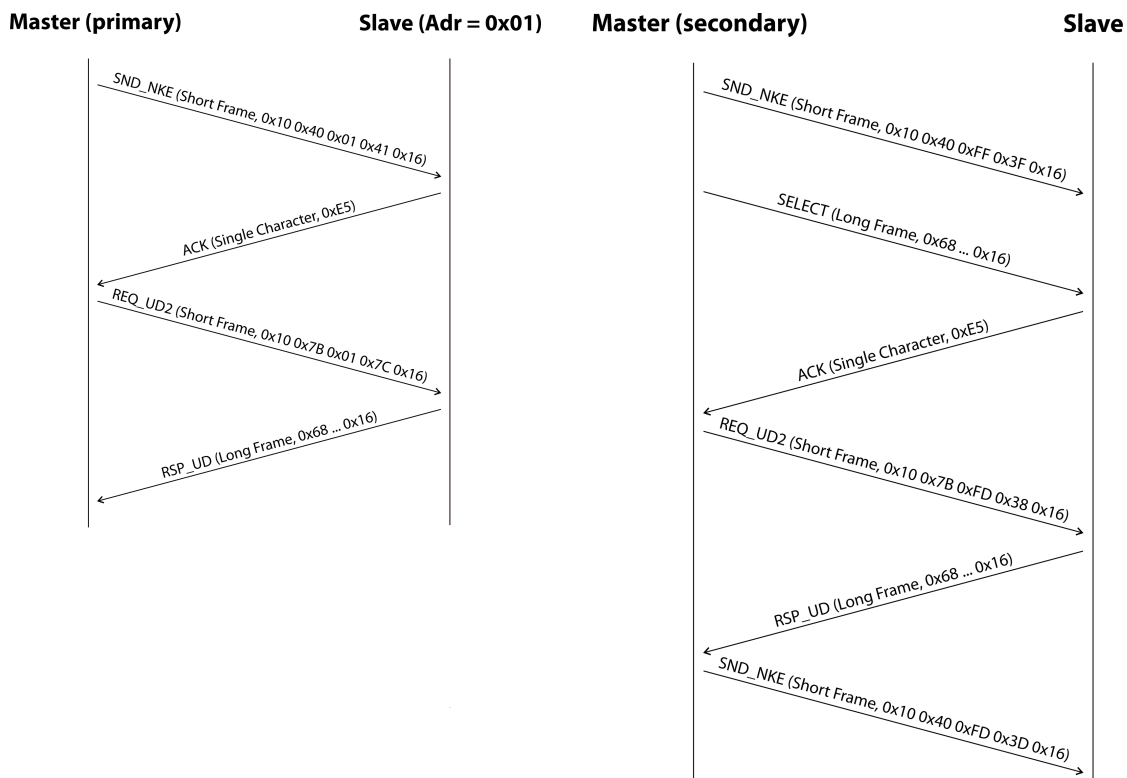 Master (primary)
Slave (Adr = 0x01)
SND_NKE (Short Frame, 0x10 0x40 0x01 0x41 0x16)
ACK (Single Character, 0xE5)
REQ_UD2 (Short Frame, 0x10 0x7B 0x01 0x7C 0x16)
RSP_UD (Long Frame, 0x68 ... 0x16)
Master (secondary)
Slave
SND_NKE (Short Frame, 0x10 0x40 0xFF 0x3F 0x16)
SELECT (Long Frame, 0x68 ... 0x16)
ACK (Single Character, 0xE5)
REQ_UD2 (Short Frame, 0x10 0x7B 0xFD 0x38 0x16)
RSP_UD (Long Frame, 0x68 ... 0x16)
SND_NKE (Short Frame, 0x10 0x40 0xFD 0x3D 0x16)